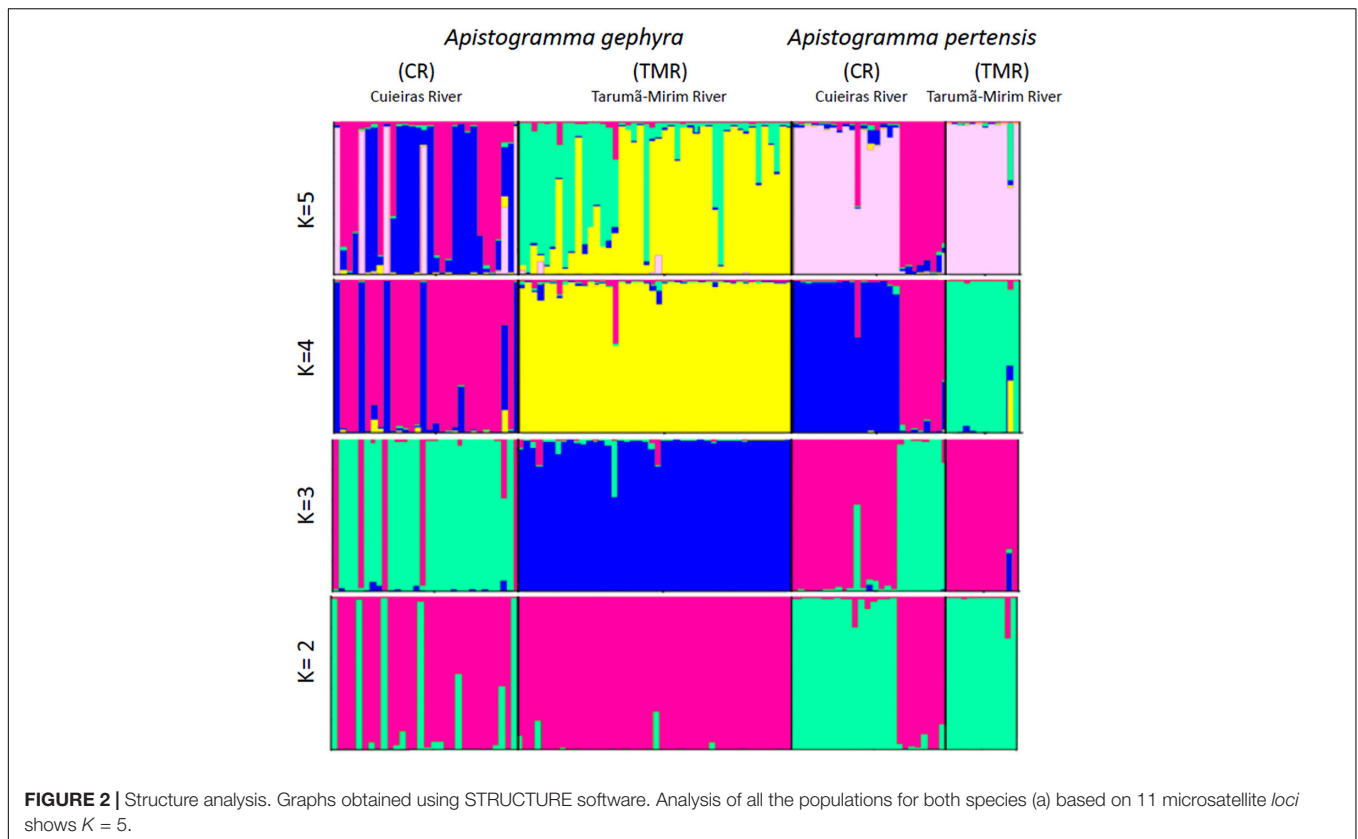 Apistogramma gephyra Apistogramma pertensis
(CR) (TMR) (CR) (TMR)
Cuieiras River Tarumã-Mirim River Cuieiras River Tarumã-Mirim River
K=5
K=4
K=3
K= 2
FIGURE 2 | Structure analysis. Graphs obtained using STRUCTURE software. Analysis of all the populations for both species (a) based on 11 microsatellite loci
shows K = 5.